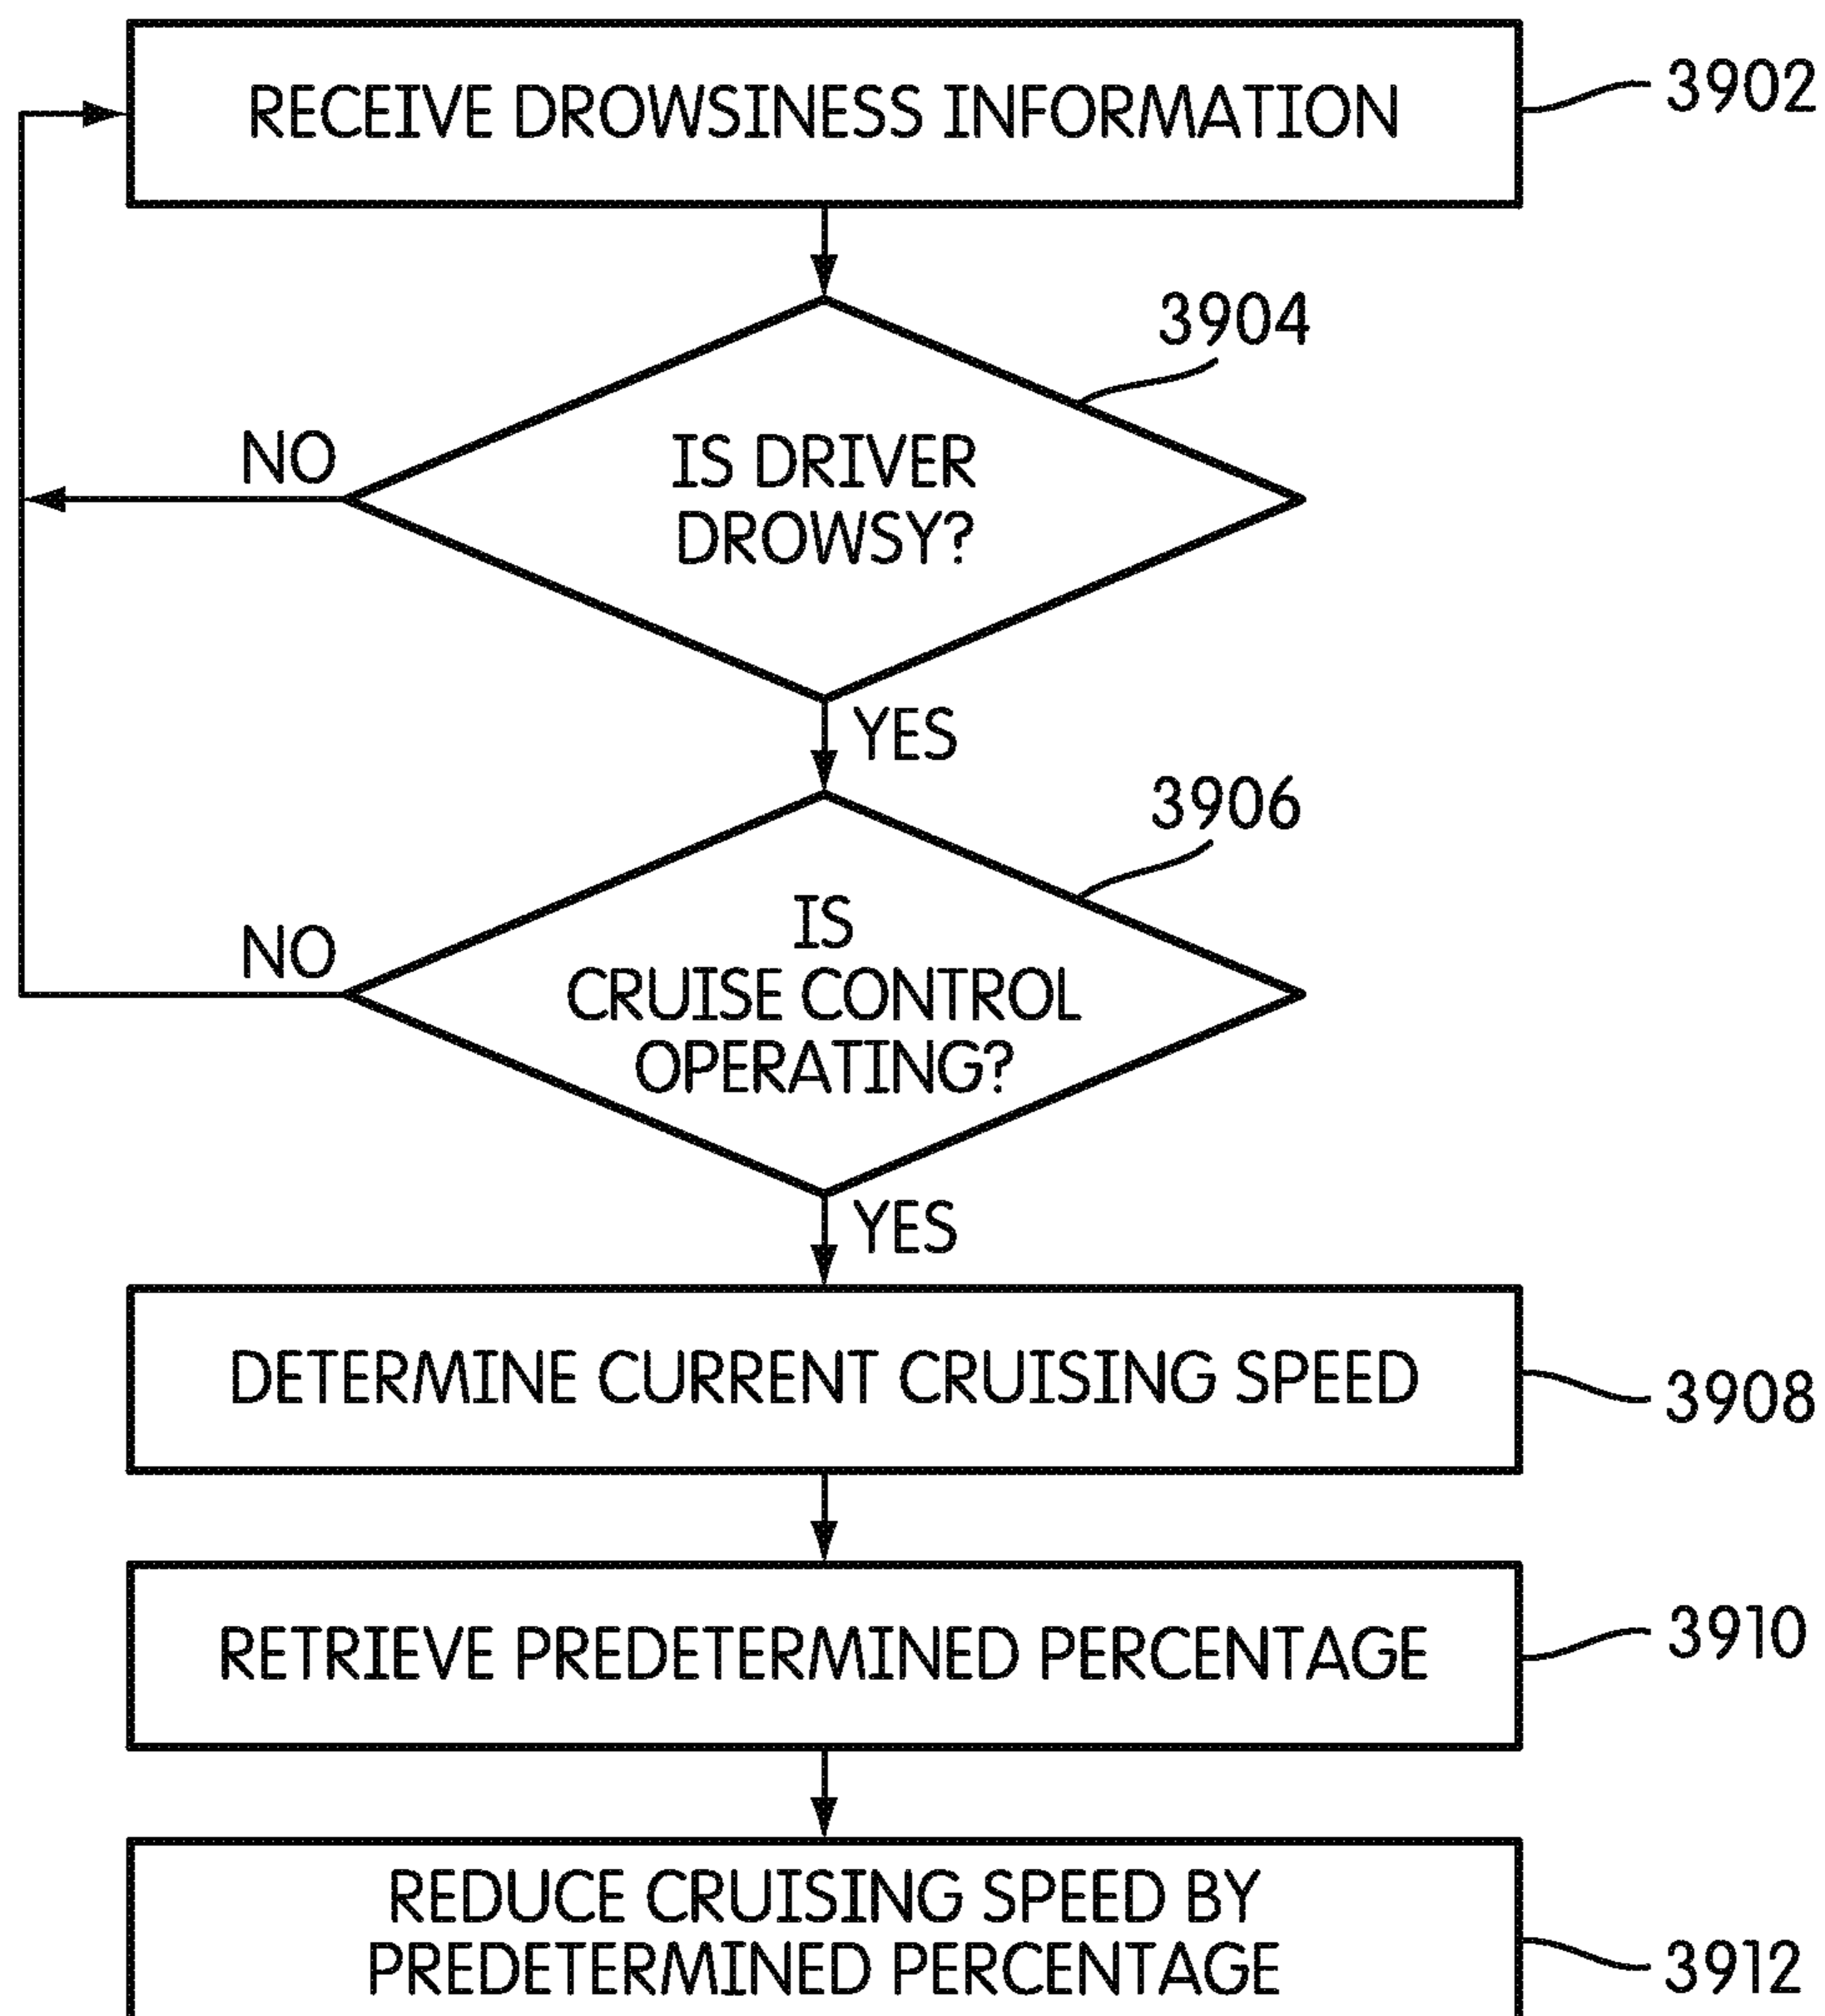 RECEIVE DROWSINESS INFORMATION
3902
3904
IS DRIVER
DROWSY?
NO
YES
3906
IS
CRUISE CONTROL
OPERATING?
NO
YES
DETERMINE CURRENT CRUISING SPEED
3908
RETRIEVE PREDETERMINED PERCENTAGE
3910
REDUCE CRUISING SPEED BY
PREDETERMINED PERCENTAGE
3912